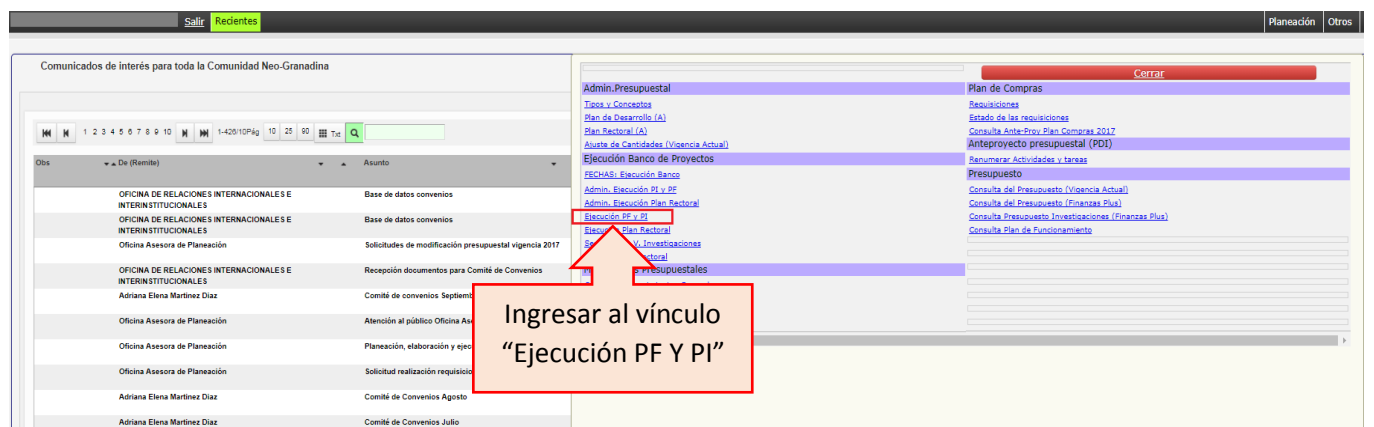 Salir Recientes Planeación Otros
Comunicados de interés para toda la Comunidad Neo-Granadina
1 2 3 4 5 6 7 8 9 10 1-426/10Pág 10 25 90 Txt
Obs De (Remite) Asunto
OFICINA DE RELACIONES INTERNACIONALES E INTERINSTITUCIONALES Base de datos convenios
OFICINA DE RELACIONES INTERNACIONALES E INTERINSTITUCIONALES Base de datos convenios
Oficina Asesora de Planeación Solicitudes de modificación presupuestal vigencia 2017
OFICINA DE RELACIONES INTERNACIONALES E INTERINSTITUCIONALES Recepción documentos para Comité de Convenios
Adriana Elena Martinez Diaz Comité de convenios
Oficina Asesora de Planeación Atención al público Oficina
Oficina Asesora de Planeación Planeación, elaboración y
Oficina Asesora de Planeación Solicitud realización
Adriana Elena Martinez Diaz Comité de Convenios Agosto
Adriana Elena Martinez Diaz Comité de Convenios Julio
Cerrar
Admin.Presupuestal
Tipos y Conceptos
Plan de Desarrollo (A)
Plan Rectoral (A)
Ajuste de Cantidades (Vigencia Actual)
Ejecución Banco de Proyectos
FECHAS: Ejecución Banco
Admin. Ejecución PI y PF
Admin. Ejecución Plan Rectoral
Ejecución PF y PI
Plan Rectoral
V. Investigaciones
Presupuestales
Plan de Compras
Requisiciones
Estado de las requisiciones
Consulta Ante-Proy Plan Compras 2017
Anteproyecto presupuestal (PDI)
Renumerar Actividades y tareas
Presupuesto
Consulta del Presupuesto (Vigencia Actual)
Consulta del Presupuesto (Finanzas Plus)
Consulta Presupuesto Investigaciones (Finanzas Plus)
Consulta Plan de Funcionamiento
Ingresar al vínculo
“Ejecución PF Y PI”